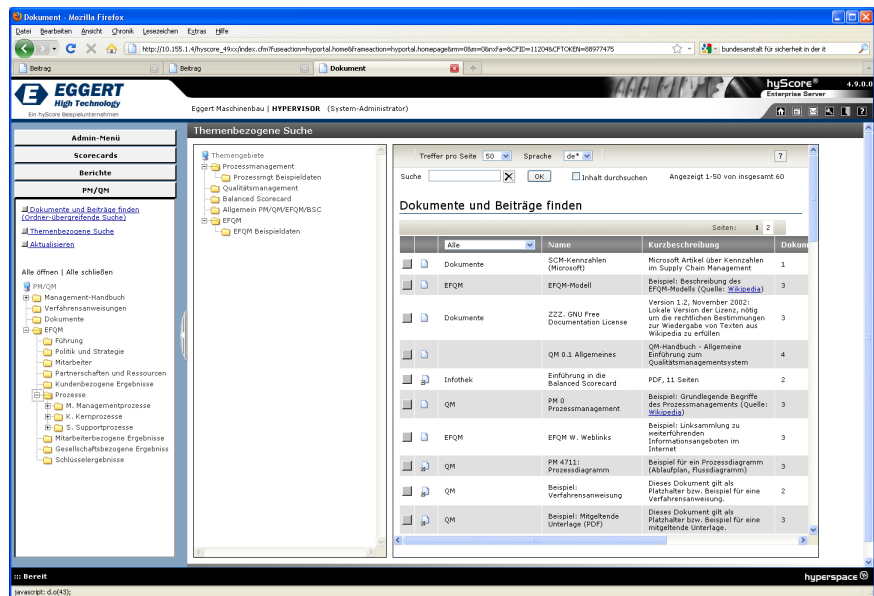 Dokument - Mozilla Firefox
Datei Bearbeiten Ansicht Chronik Lesezeichen Extras Hilfe
http://10.155.1.4/hyscore_49xx/index.cfm?fuseaction=hyportal.home&frameaction=hyportal.homepage&mv=0&m=0&nxfa=&CFID=11204&CFTOKEN=88977475
bundesanstalt für sicherheit in der it
Beitrag
Beitrag
Dokument
EGGERT
High Technology
Ein hyScore Beispielunternehmen
Eggert Maschinenbau | HYPERVISOR (System-Administrator)
hyScore® 4.9.0.0
Enterprise Server
Admin-Menü
Scorecards
Berichte
PM/QM
Dokumente und Beiträge finden
(Ordner-übergreifende Suche)
Themenbezogene Suche
Aktualisieren
Alle öffnen | Alle schließen
PM/QM
Management-Handbuch
Verfahrensanweisungen
Dokumente
EFQM
Führung
Politik und Strategie
Mitarbeiter
Partnerschaften und Ressourcen
Kundenbezogene Ergebnisse
Prozesse
M. Managementprozesse
K. Kernprozesse
S. Supportprozesse
Mitarbeiterbezogene Ergebnisse
Gesellschaftsbezogene Ergebniss
Schlüsselergebnisse
Themenbezogene Suche
Themengebiete
Prozessmanagement
Prozessmgt Beispieldaten
Qualitätsmanagement
Balanced Scorecard
Allgemein PM/QM/EFQM/BSC
EFQM
EFQM Beispieldaten
Treffer pro Seite 50 Sprache de* ?
Suche OK Inhalt durchsuchen Angezeigt 1-50 von insgesamt 60
Dokumente und Beiträge finden
Seiten: 1 2
Alle Name Kurzbeschreibung Dokum
Dokumente SCM-Kennzahlen (Microsoft) Microsoft Artikel über Kennzahlen im Supply Chain Management 1
EFQM EFQM-Modell Beispiel: Beschreibung des EFQM-Modells (Quelle: Wikipedia) 3
Dokumente ZZZ. GNU Free Documentation License Version 1.2, November 2002: Lokale Version der Lizenz, nötig um die rechtlichen Bestimmungen zur Wiedergabe von Texten aus Wikipedia zu erfüllen 3
QM 0.1 Allgemeines QM-Handbuch - Allgemeine Einführung zum Qualitätsmanagementsystem 4
Infothek Einführung in die Balanced Scorecard PDF, 11 Seiten 2
QM PM 0 Prozessmanagement Beispiel: Grundlegende Begriffe des Prozessmanagements (Quelle: Wikipedia) 3
EFQM EFQM W. Weblinks Beispiel: Linksammlung zu weiterführenden Informationsangeboten im Internet 3
QM PM 4711: Prozessdiagramm Beispiel für ein Prozessdiagramm (Ablaufplan, Flussdiagramm) 3
QM Beispiel: Verfahrensanweisung Dieses Dokument gilt als Platzhalter bzw. Beispiel für eine Verfahrensanweisung. 2
QM Beispiel: Mitgeltende Unterlage (PDF) Dieses Dokument gilt als Platzhalter bzw. Beispiel für eine mitgeltende Unterlage. 3
::: Bereit
hyperspace
javascript: d.o(43);